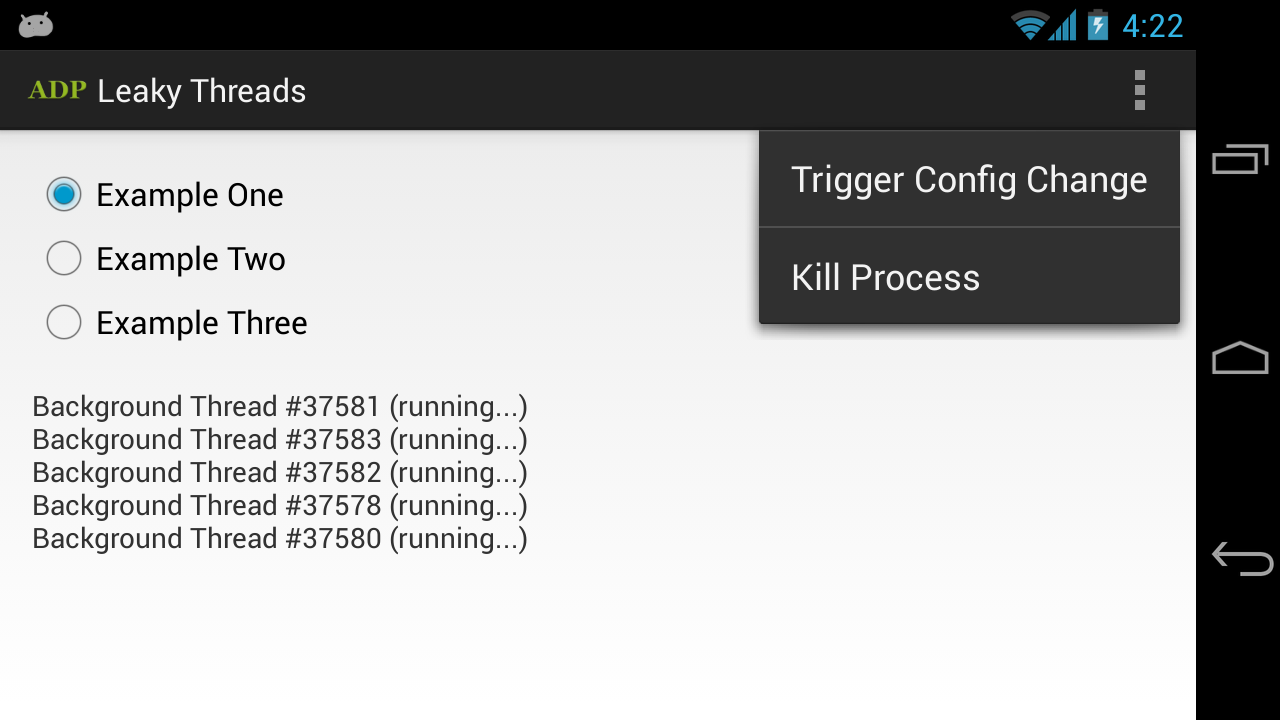 4:22
ADP Leaky Threads
Trigger Config Change
Kill Process
Example One
Example Two
Example Three
Background Thread #37581 (running...)
Background Thread #37583 (running...)
Background Thread #37582 (running...)
Background Thread #37578 (running...)
Background Thread #37580 (running...)